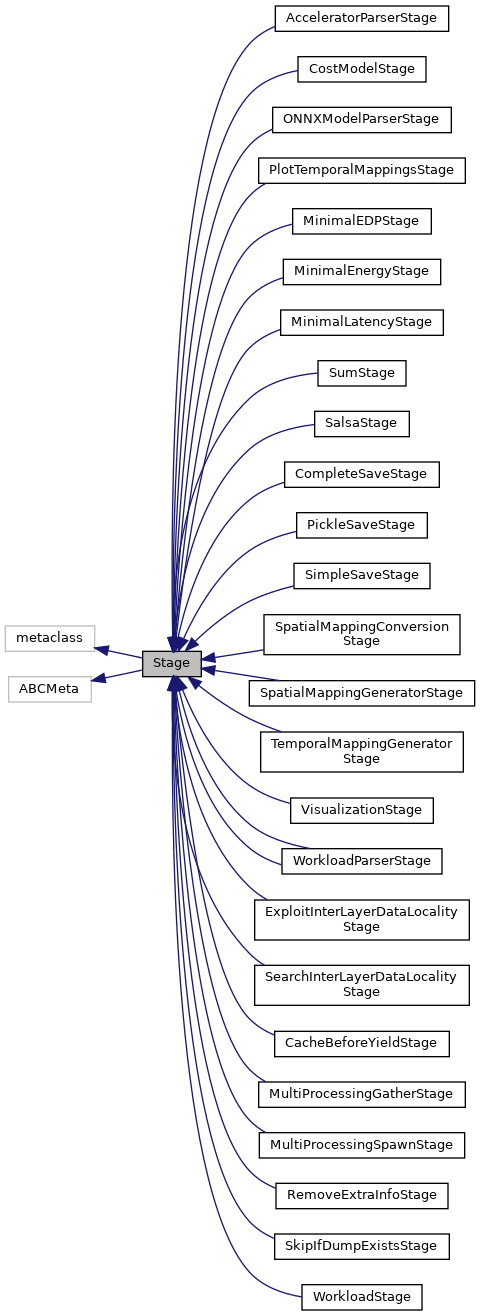 AcceleratorParserStage
CostModelStage
ONNXModelParserStage
PlotTemporalMappingsStage
MinimalEDPStage
MinimalEnergyStage
MinimalLatencyStage
SumStage
SalsaStage
CompleteSaveStage
PickleSaveStage
SimpleSaveStage
SpatialMappingConversion
Stage
metaclass
Stage
ABCMeta
SpatialMappingGeneratorStage
TemporalMappingGenerator
Stage
VisualizationStage
WorkloadParserStage
ExploitInterLayerDataLocality
Stage
SearchInterLayerDataLocality
Stage
CacheBeforeYieldStage
MultiProcessingGatherStage
MultiProcessingSpawnStage
RemoveExtraInfoStage
SkipIfDumpExistsStage
WorkloadStage